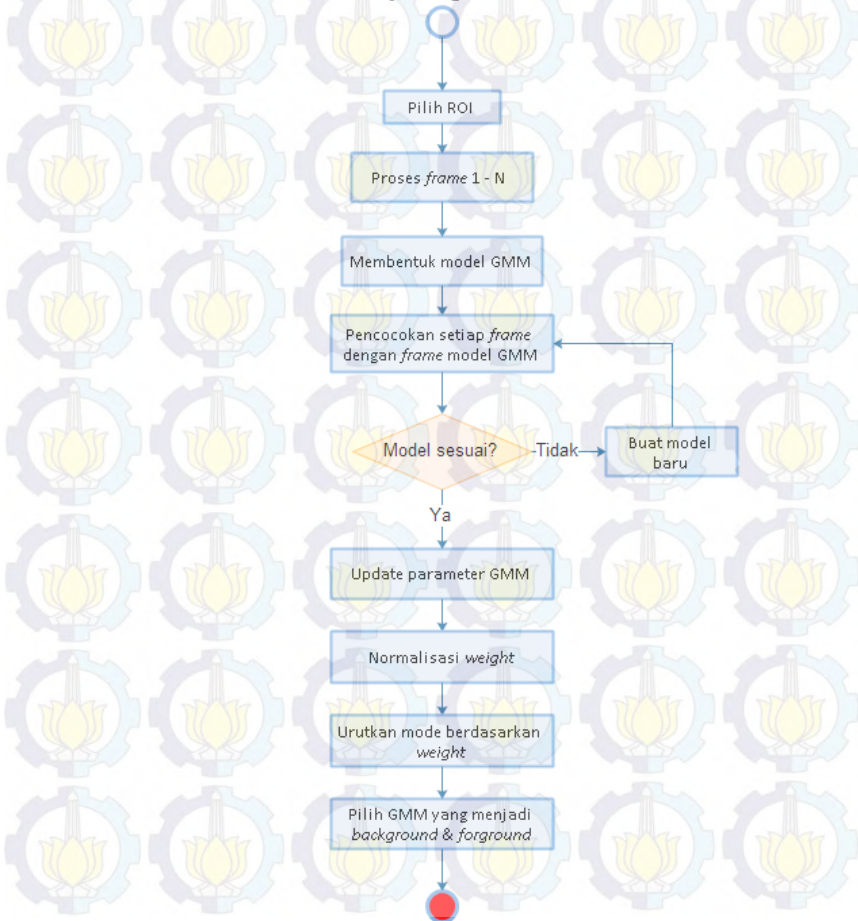 Pilih ROI
Proses frame 1 - N
Membentuk model GMM
Pencocokan setiap frame
dengan frame model GMM
Model sesuai?
Tidak
Buat model
baru
Ya
Update parameter GMM
Normalisasi weight
Urutkan mode berdasarkan
weight
Pilih GMM yang menjadi
background & forground